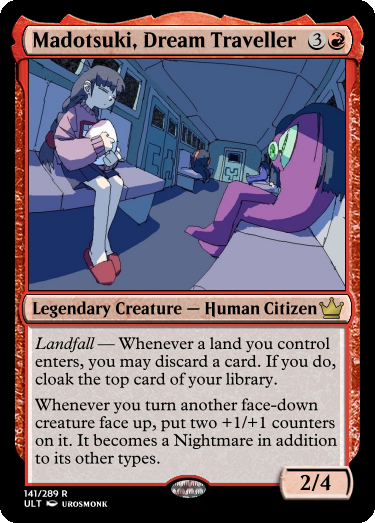 Madotsuki, Dream Traveller 3
Legendary Creature — Human Citizen
Landfall — Whenever a land you control
enters, you may discard a card. If you do,
cloak the top card of your library.
Whenever you turn another face-down
creature face up, put two +1/+1 counters
on it. It becomes a Nightmare in addition
to its other types.
2/4
141/289 R
ULT UROSMONK